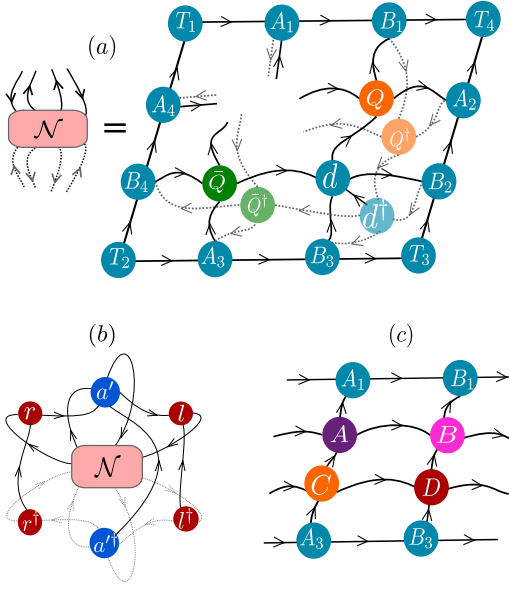 T₁ A₁ B₁ T₄
(a)
𝒩 = A₄ Q A₂
Q†
B₄ Q̄ d B₂
Q̄† d†
T₂ A₃ B₃ T₃
(b) (c)
a′ A₁ B₁
r l
𝒩 A B
C D
r† a′† l† A₃ B₃